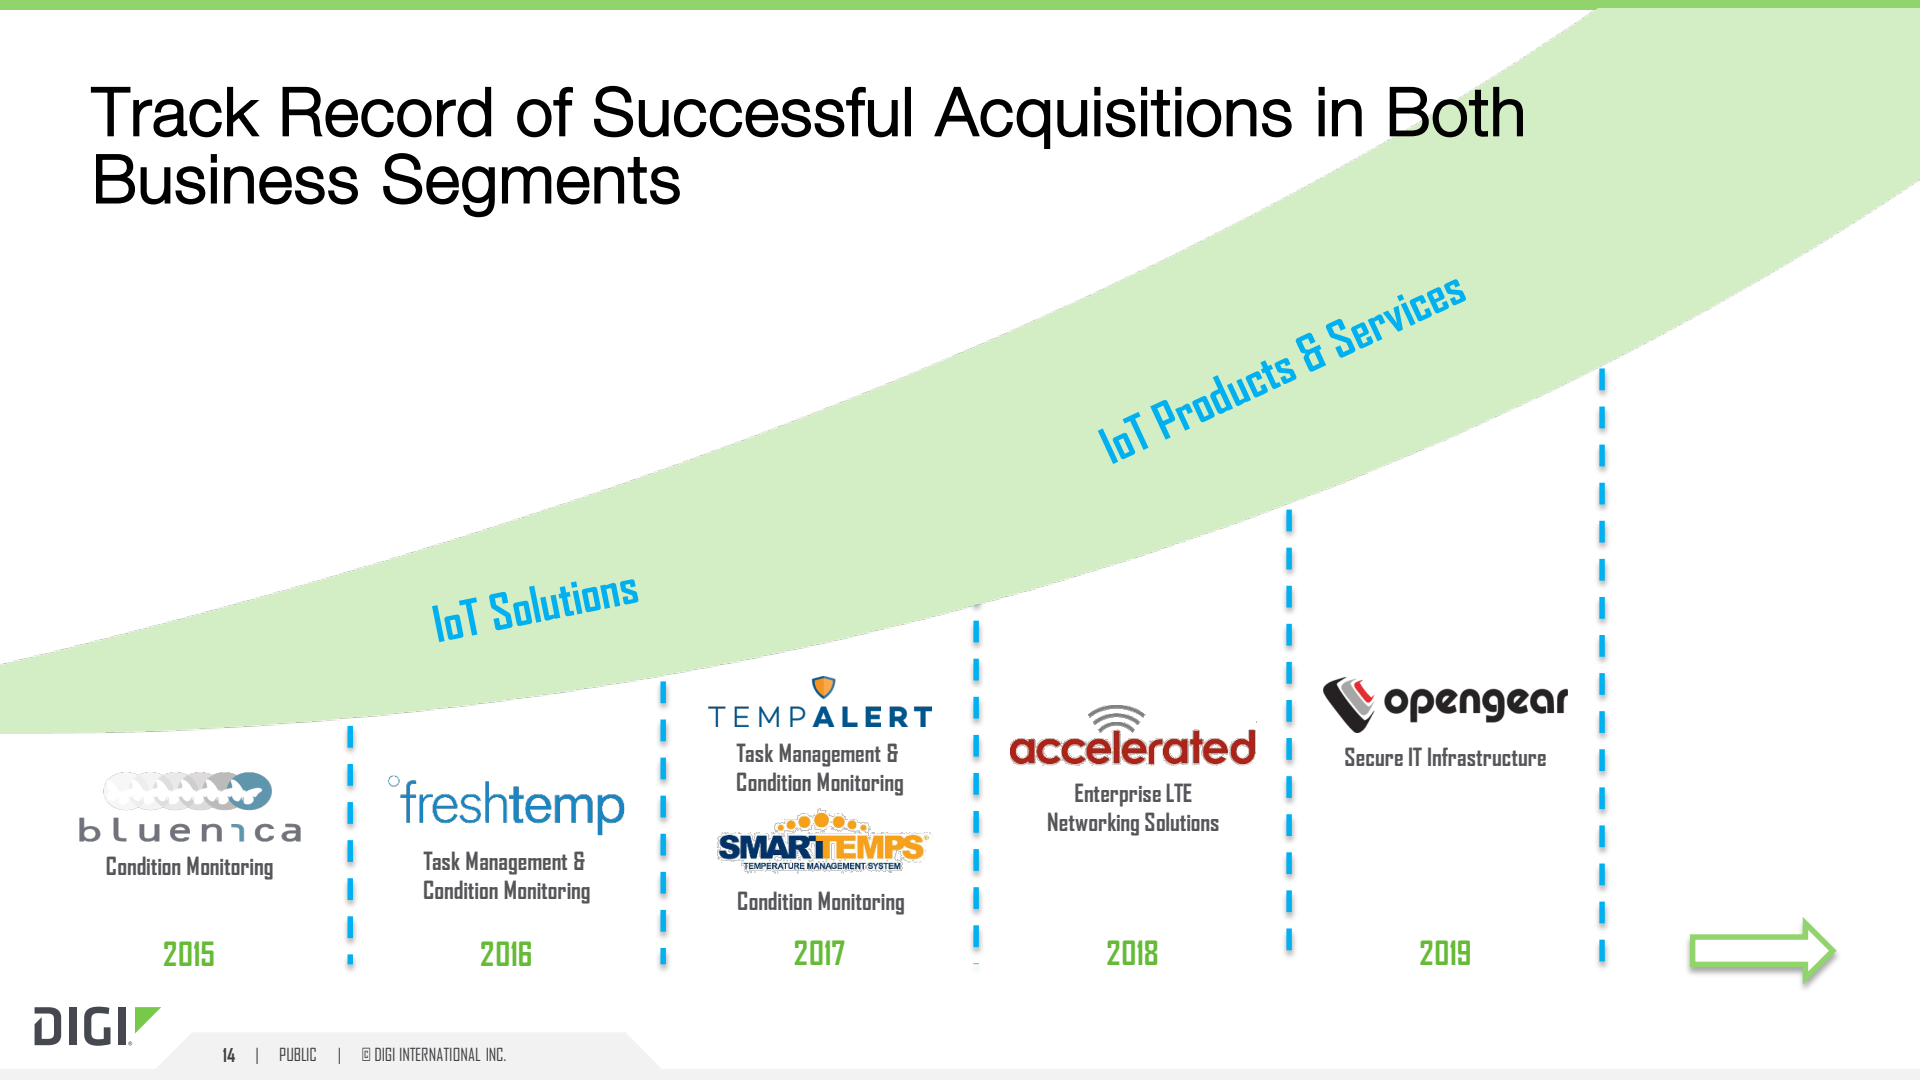 Track Record of Successful Acquisitions in Both
Business Segments
IoT Products & Services
IoT Solutions
bluenica
Condition Monitoring
2015
°freshtemp
Task Management &
Condition Monitoring
2016
TEMPALERT
Task Management &
Condition Monitoring
SMARTTEMPS®
TEMPERATURE MANAGEMENT SYSTEM
Condition Monitoring
2017
accelerated
Enterprise LTE
Networking Solutions
2018
opengear
Secure IT Infrastructure
2019
DIGI®
14 | PUBLIC | © DIGI INTERNATIONAL INC.